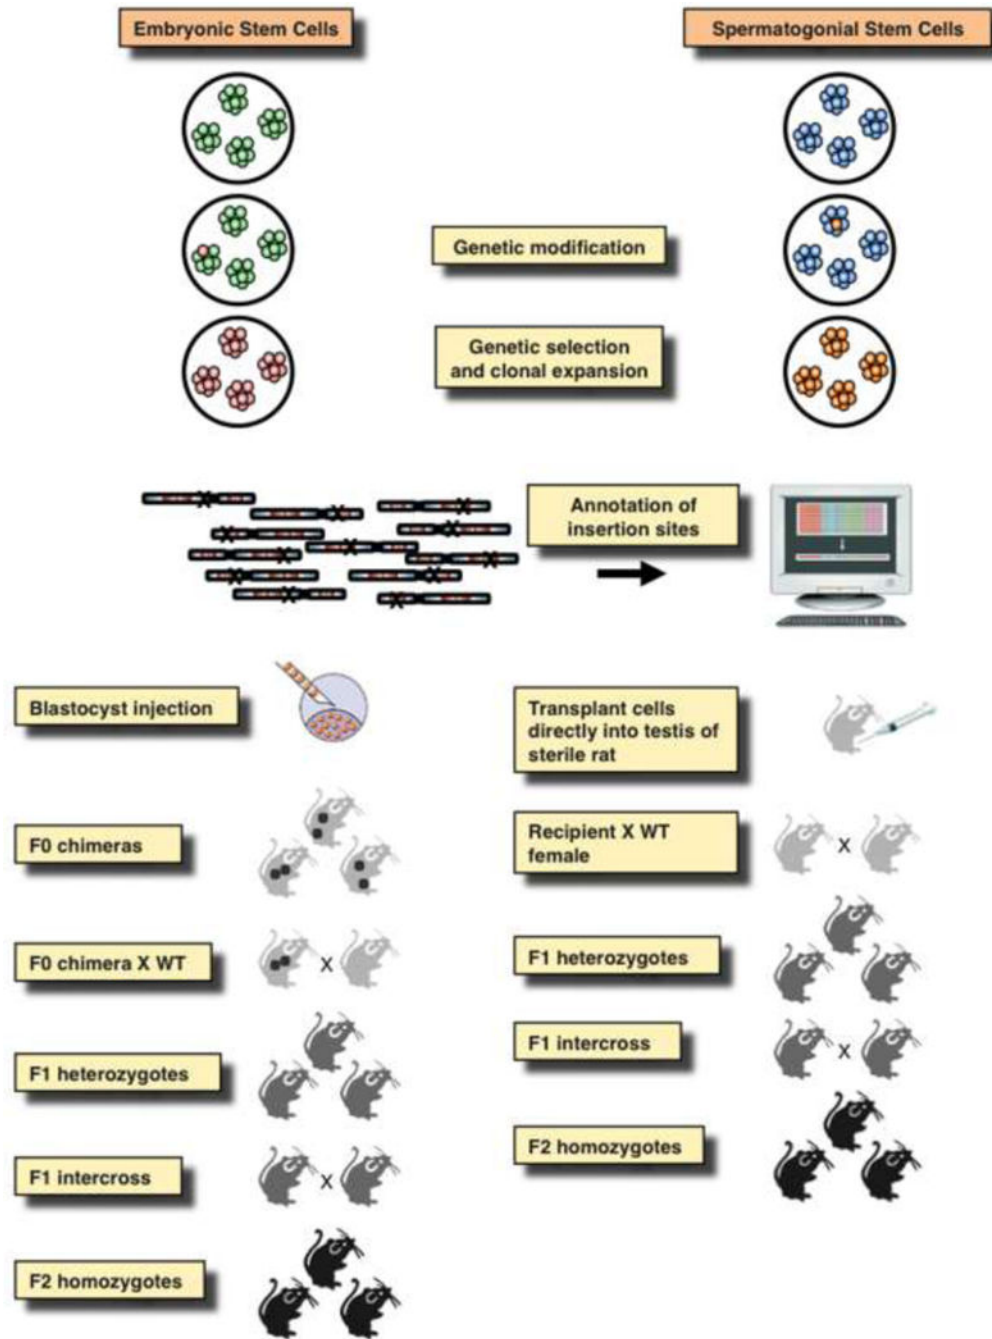 Embryonic Stem Cells
Spermatogonial Stem Cells
Genetic modification
Genetic selection
and clonal expansion
Annotation of
insertion sites
Blastocyst injection
F0 chimeras
F0 chimera X WT
X
F1 heterozygotes
F1 intercross
X
F2 homozygotes
Transplant cells
directly into testis of
sterile rat
Recipient X WT
female
X
F1 heterozygotes
F1 intercross
X
F2 homozygotes